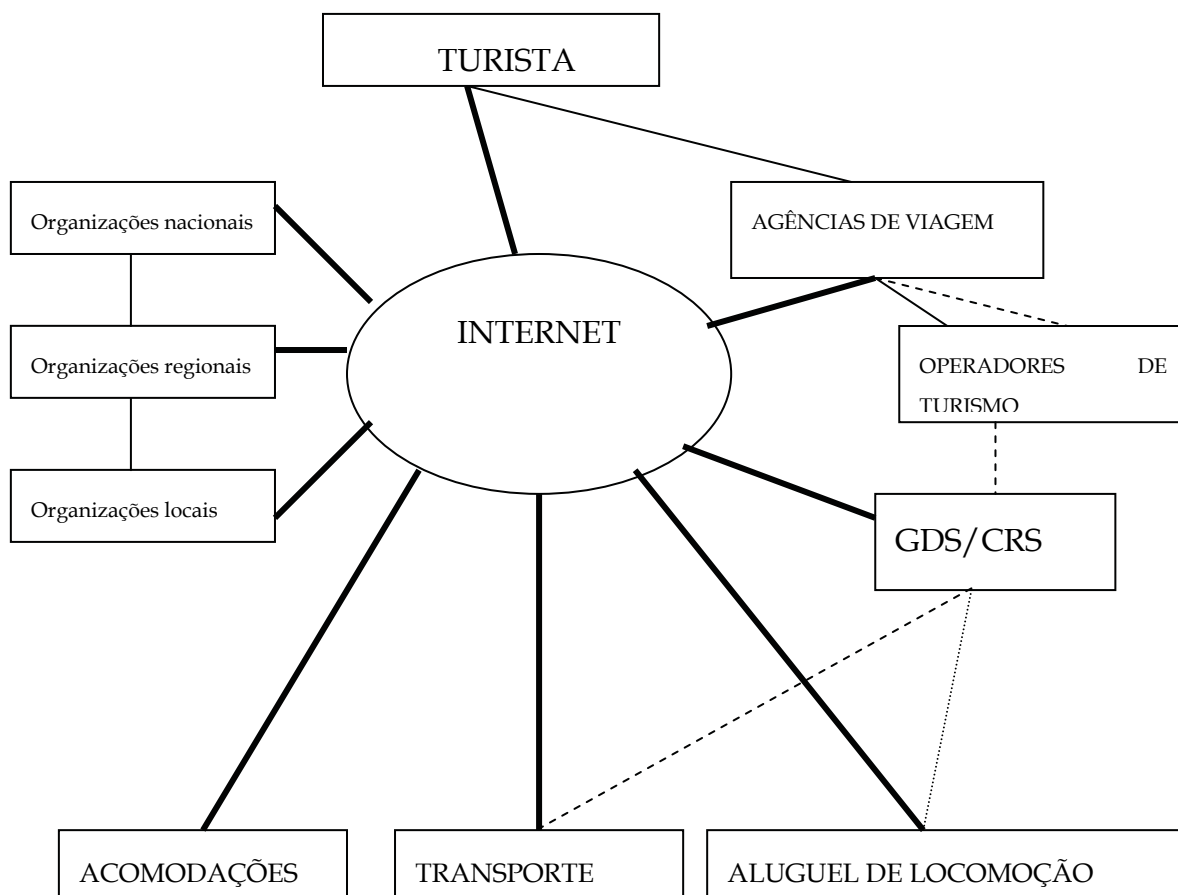 TURISTA
Organizações nacionais
AGÊNCIAS DE VIAGEM
INTERNET
Organizações regionais
OPERADORES DE
TURISMO
Organizações locais
GDS/CRS
ACOMODAÇÕES
TRANSPORTE
ALUGUEL DE LOCOMOÇÃO